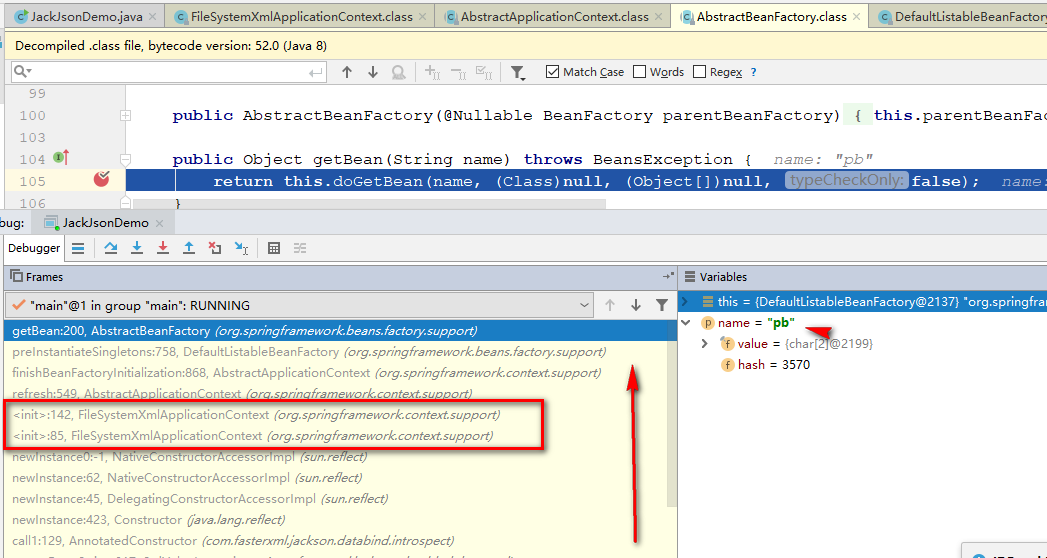 JackJsonDemo.java × FileSystemXmlApplicationContext.class × AbstractApplicationContext.class × AbstractBeanFactory.class × DefaultListableBeanFactory
Decompiled .class file, bytecode version: 52.0 (Java 8)
Match Case Words Regex ?
99
100 public AbstractBeanFactory(@Nullable BeanFactory parentBeanFactory) { this.parentBeanFac
103
104 public Object getBean(String name) throws BeansException { name: "pb"
105 return this.doGetBean(name, (Class)null, (Object[])null, typeCheckOnly: false); name:
106 }
bug: JackJsonDemo ×
Debugger
Frames Variables
"main"@1 in group "main": RUNNING
this = {DefaultListableBeanFactory@2137} "org.springfram
getBean:200, AbstractBeanFactory (org.springframework.beans.factory.support)
name = "pb"
preInstantiateSingletons:758, DefaultListableBeanFactory (org.springframework.beans.factory.support)
value = {char[2]@2199}
finishBeanFactoryInitialization:868, AbstractApplicationContext (org.springframework.context.support)
hash = 3570
refresh:549, AbstractApplicationContext (org.springframework.context.support)
<init>:142, FileSystemXmlApplicationContext (org.springframework.context.support)
<init>:85, FileSystemXmlApplicationContext (org.springframework.context.support)
newInstance0:-1, NativeConstructorAccessorImpl (sun.reflect)
newInstance:62, NativeConstructorAccessorImpl (sun.reflect)
newInstance:45, DelegatingConstructorAccessorImpl (sun.reflect)
newInstance:423, Constructor (java.lang.reflect)
call1:129, AnnotatedConstructor (com.fasterxml.jackson.databind.introspect)